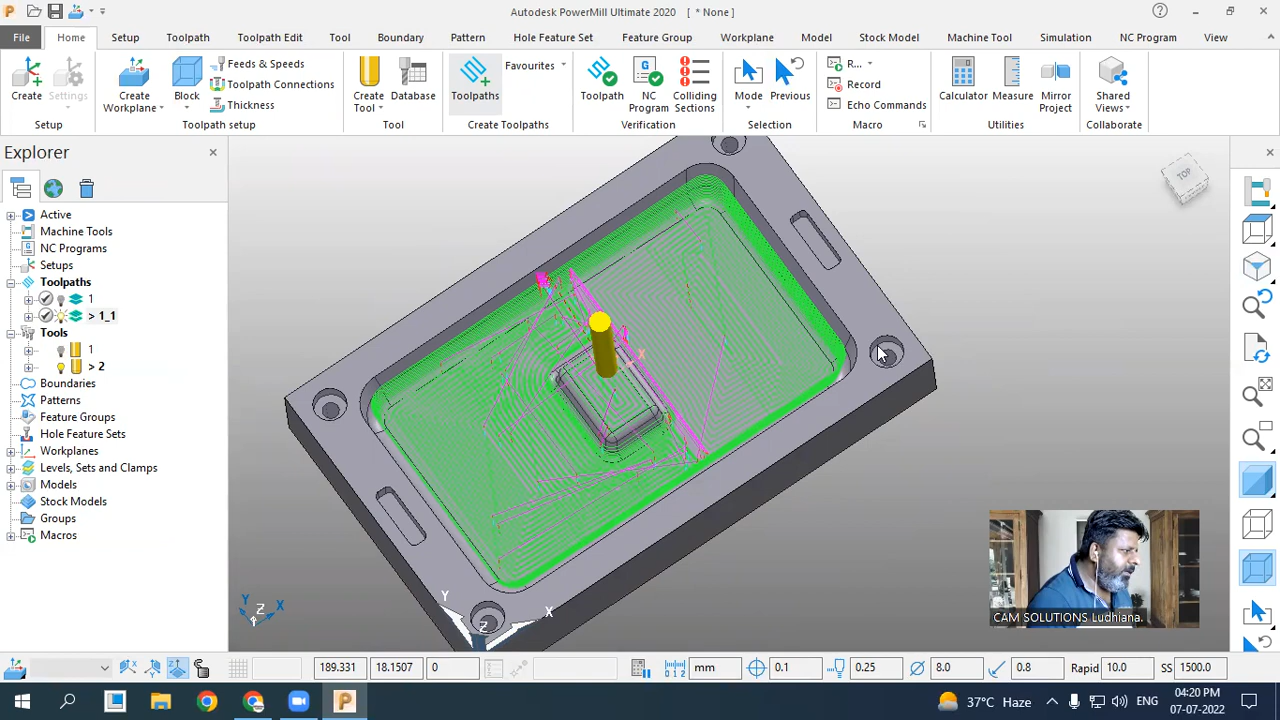 Autodesk PowerMill Ultimate 2020 [ * None ]
File Home Setup Toolpath Toolpath Edit Tool Boundary Pattern Hole Feature Set Feature Group Workplane Model Stock Model Machine Tool Simulation NC Program View
Create Settings Create Workplane Block Feeds & Speeds Create Tool Database Toolpaths Favourites Toolpath NC Program Colliding Sections Mode Previous R... Calculator Measure Mirror Project Shared Views
Toolpath Connections Record
Thickness Echo Commands
Setup Toolpath setup Tool Create Toolpaths Verification Selection Macro Utilities Collaborate
Explorer
Active
Machine Tools
NC Programs
Setups
Toolpaths
1
> 1_1
Tools
1
> 2
Boundaries
Patterns
Feature Groups
Hole Feature Sets
Workplanes
Levels, Sets and Clamps
Models
Stock Models
Groups
Macros
TOP
X
Y
X
Z
Y
Z
X
CAM SOLUTIONS Ludhiana.
189.331 18.1507 0 mm 0.1 0.25 8.0 0.8 Rapid 10.0 SS 1500.0
37°C Haze ENG 04:20 PM
07-07-2022